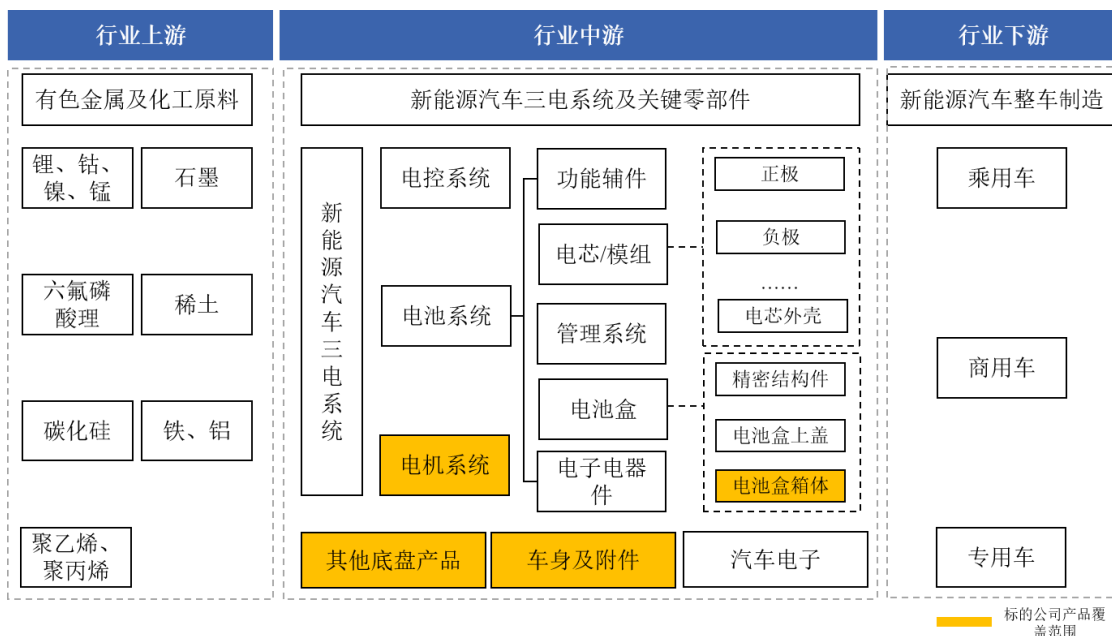 行业上游
行业中游
行业下游
有色金属及化工原料
新能源汽车三电系统及关键零部件
新能源汽车整车制造
锂、钴、
镍、锰
石墨
六氟磷
酸理
稀土
碳化硅
铁、铝
聚乙烯、
聚丙烯
新能源汽车三电系统
电控系统
电池系统
电机系统
功能辅件
电芯/模组
管理系统
电池盒
电子电器
件
正极
负极
......
电芯外壳
精密结构件
电池盒上盖
电池盒箱体
其他底盘产品
车身及附件
汽车电子
乘用车
商用车
专用车
标的公司产品覆
盖范围